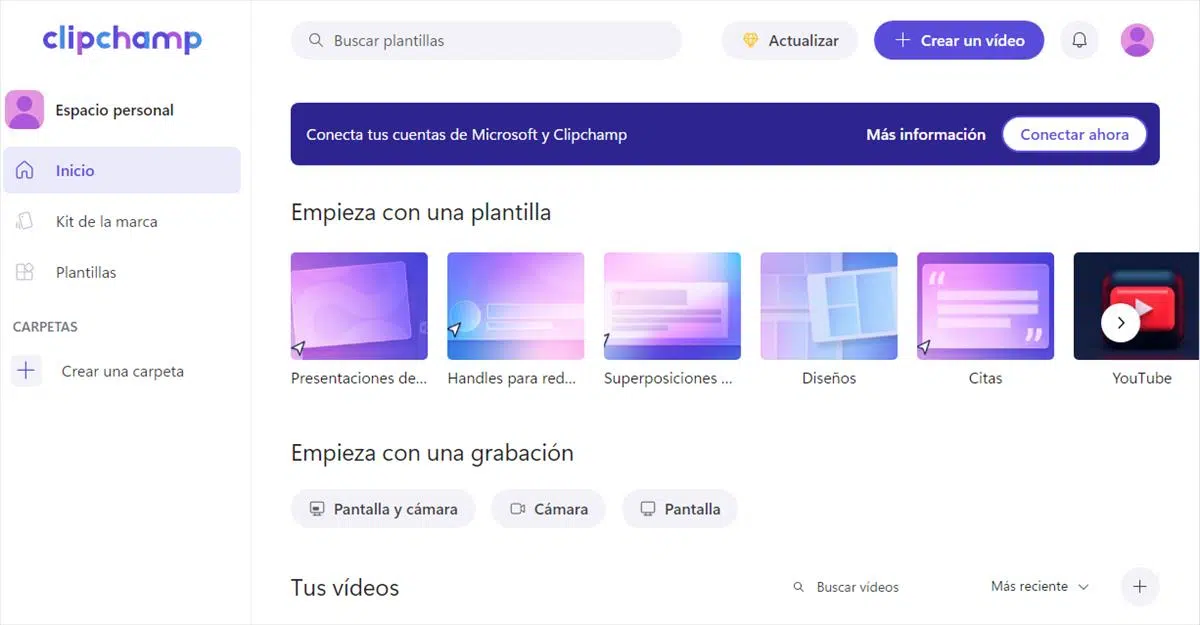 clipchamp
Buscar plantillas
Actualizar
Crear un vídeo
Espacio personal
Inicio
Kit de la marca
Plantillas
CARPETAS
Crear una carpeta
Conecta tus cuentas de Microsoft y Clipchamp
Más información
Conectar ahora
Empieza con una plantilla
Presentaciones de...
Handles para red...
Superposiciones ...
Diseños
Citas
YouTube
Empieza con una grabación
Pantalla y cámara
Cámara
Pantalla
Tus vídeos
Buscar vídeos
Más reciente